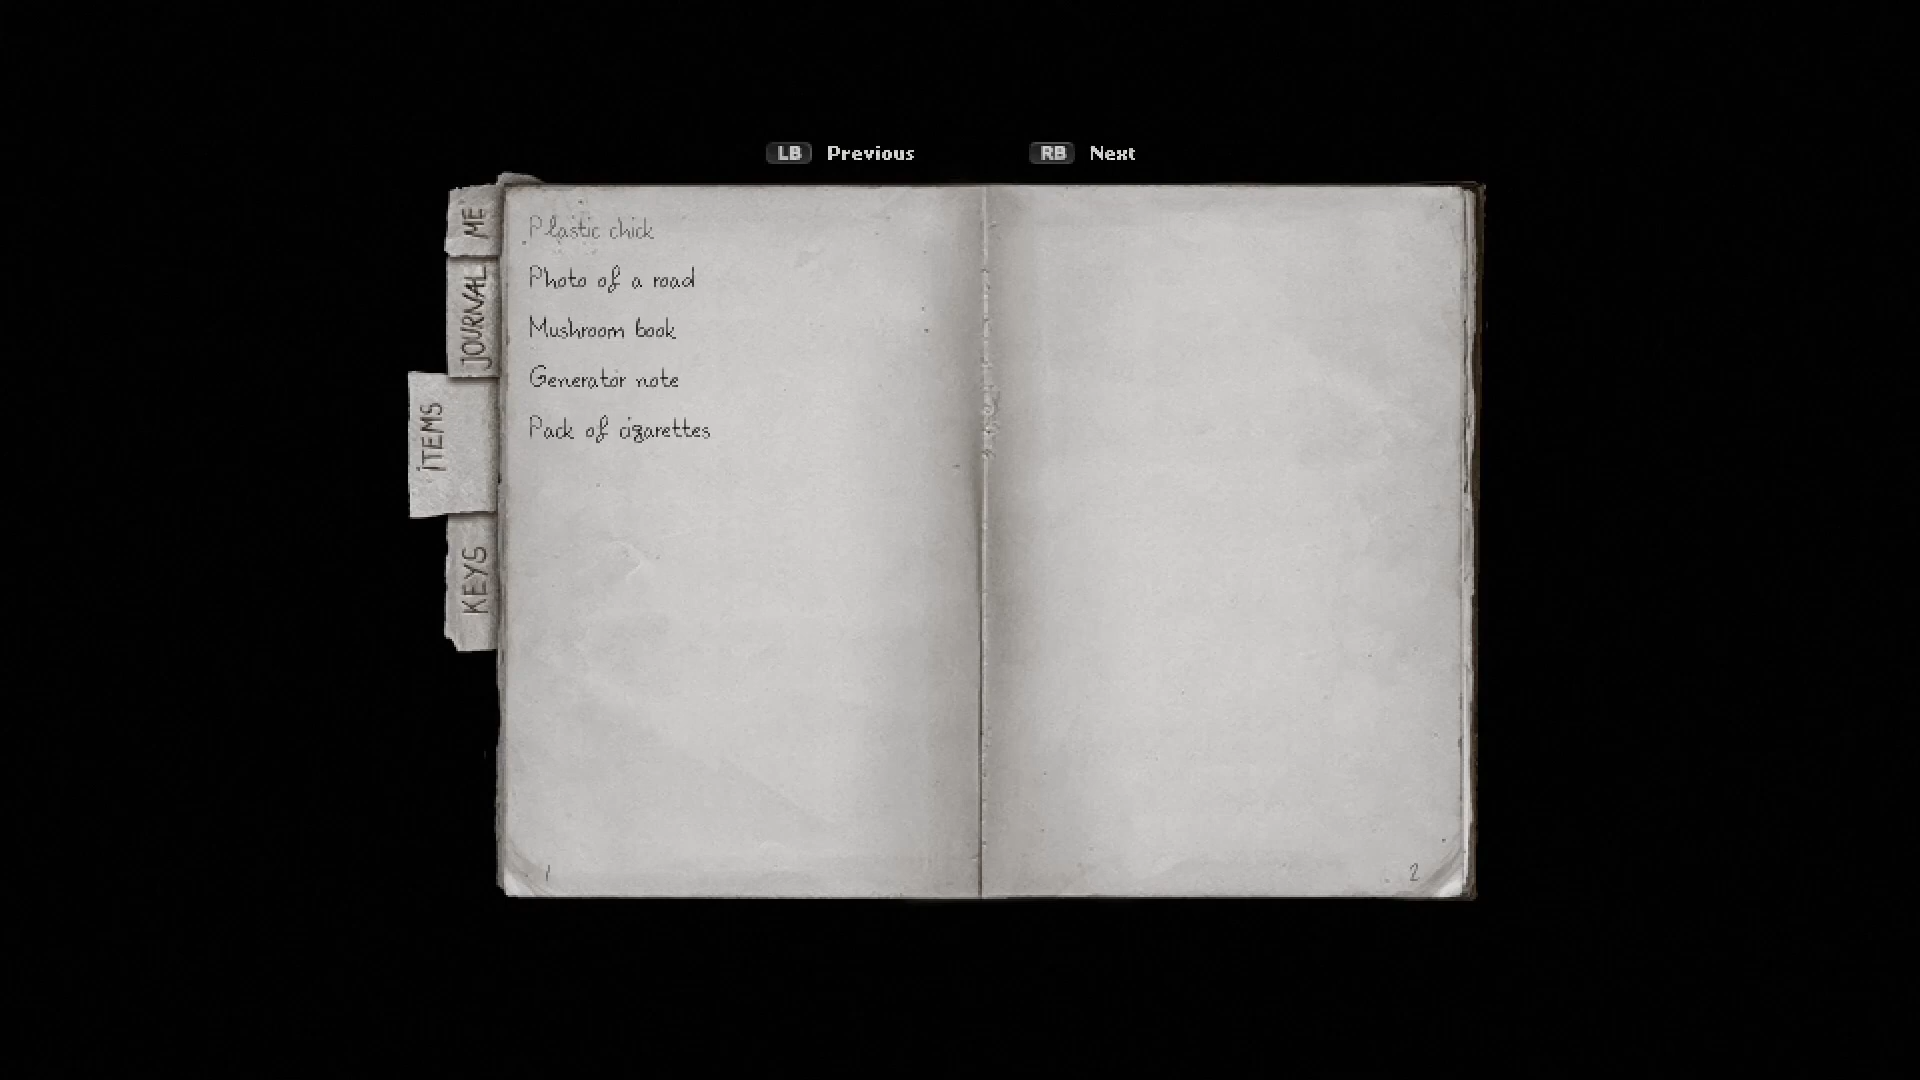 LB Previous RB Next
ME
JOURNAL
ITEMS
KEYS
Plastic chick
Photo of a road
Mushroom book
Generator note
Pack of cigarettes
1
2